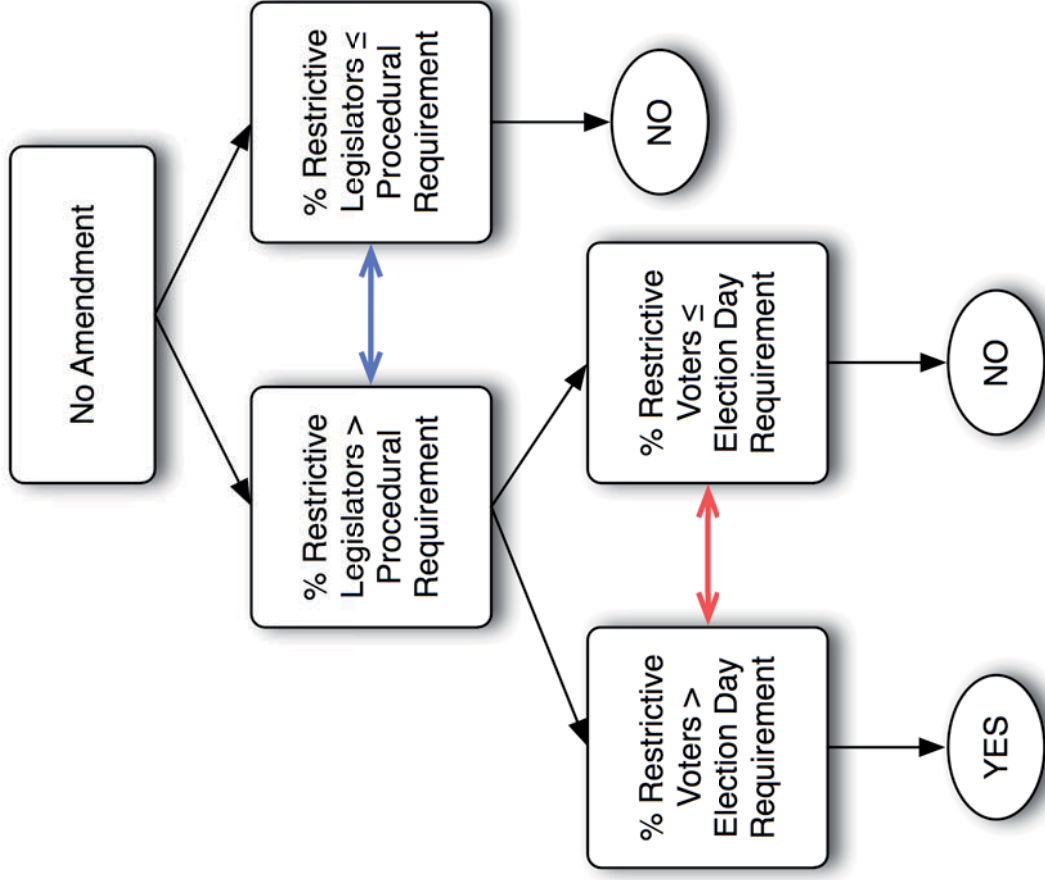 No Amendment
% Restrictive
Legislators >
Procedural
Requirement
% Restrictive
Legislators ≤
Procedural
Requirement
% Restrictive
Voters >
Election Day
Requirement
% Restrictive
Voters ≤
Election Day
Requirement
NO
YES
NO